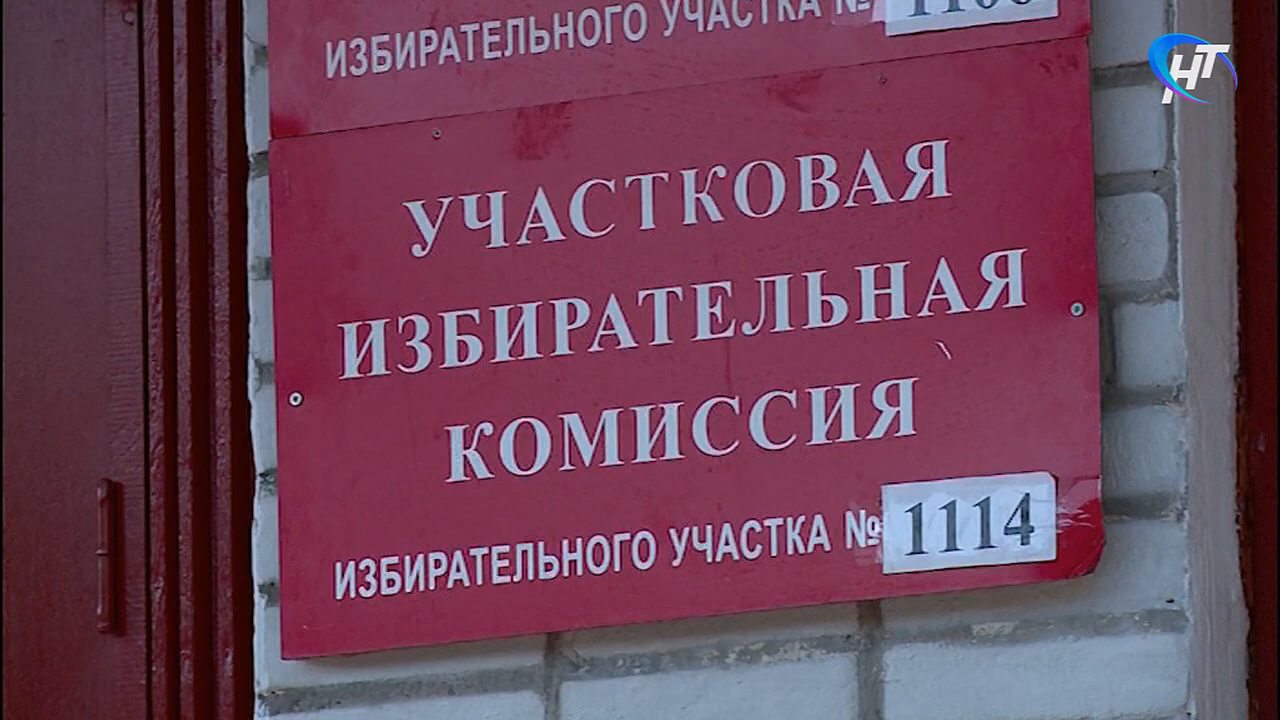 ИЗБИРАТЕЛЬНОГО УЧАСТКА №
НТ
УЧАСТКОВАЯ
ИЗБИРАТЕЛЬНАЯ
КОМИССИЯ
ИЗБИРАТЕЛЬНОГО УЧАСТКА № 1114